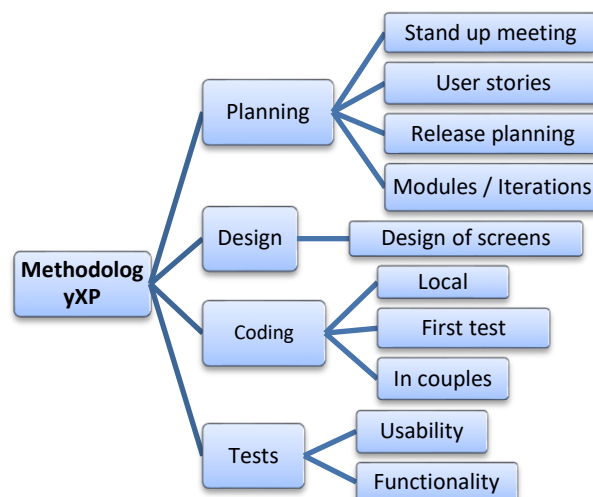 Methodolog
yXP
Planning
Stand up meeting
User stories
Release planning
Modules / Iterations
Design
Design of screens
Coding
Local
First test
In couples
Tests
Usability
Functionality